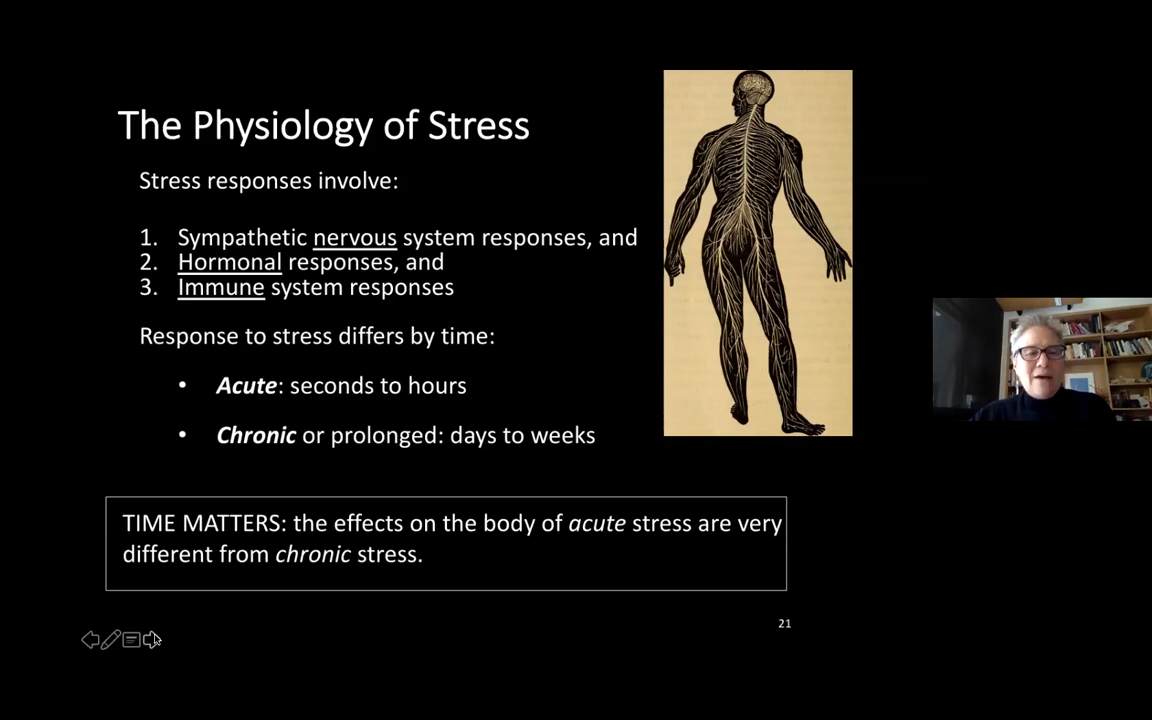 The Physiology of Stress
Stress responses involve:
1. Sympathetic nervous system responses, and
2. Hormonal responses, and
3. Immune system responses
Response to stress differs by time:
• Acute: seconds to hours
• Chronic or prolonged: days to weeks
TIME MATTERS: the effects on the body of acute stress are very
different from chronic stress.
21